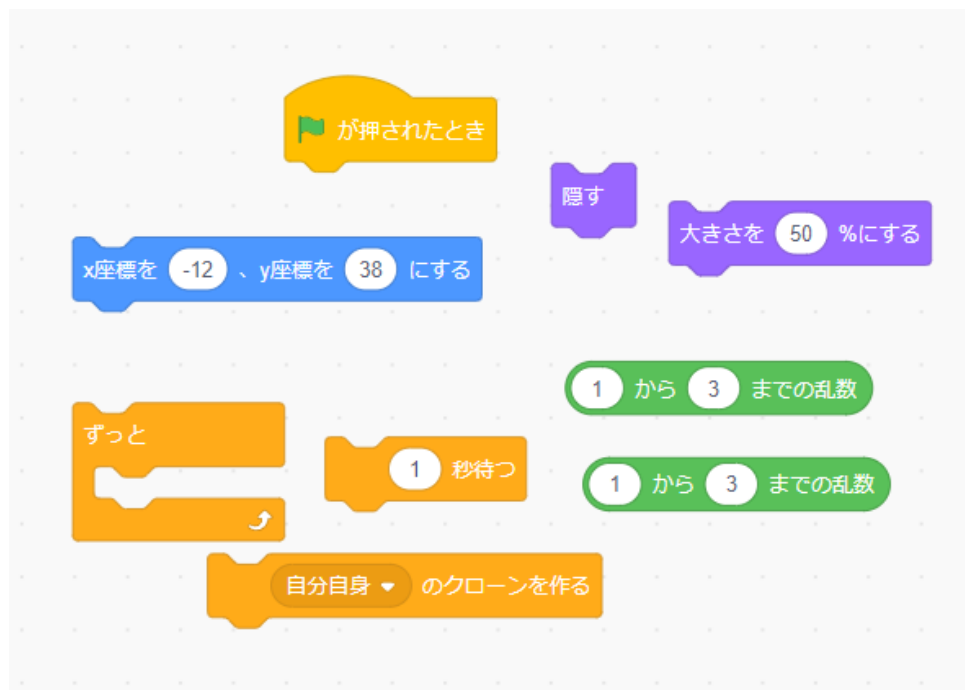 が押されたとき
隠す
大きさを 50 %にする
x座標を -12 、y座標を 38 にする
1 から 3 までの乱数
ずっと
1 秒待つ
1 から 3 までの乱数
自分自身 のクローンを作る